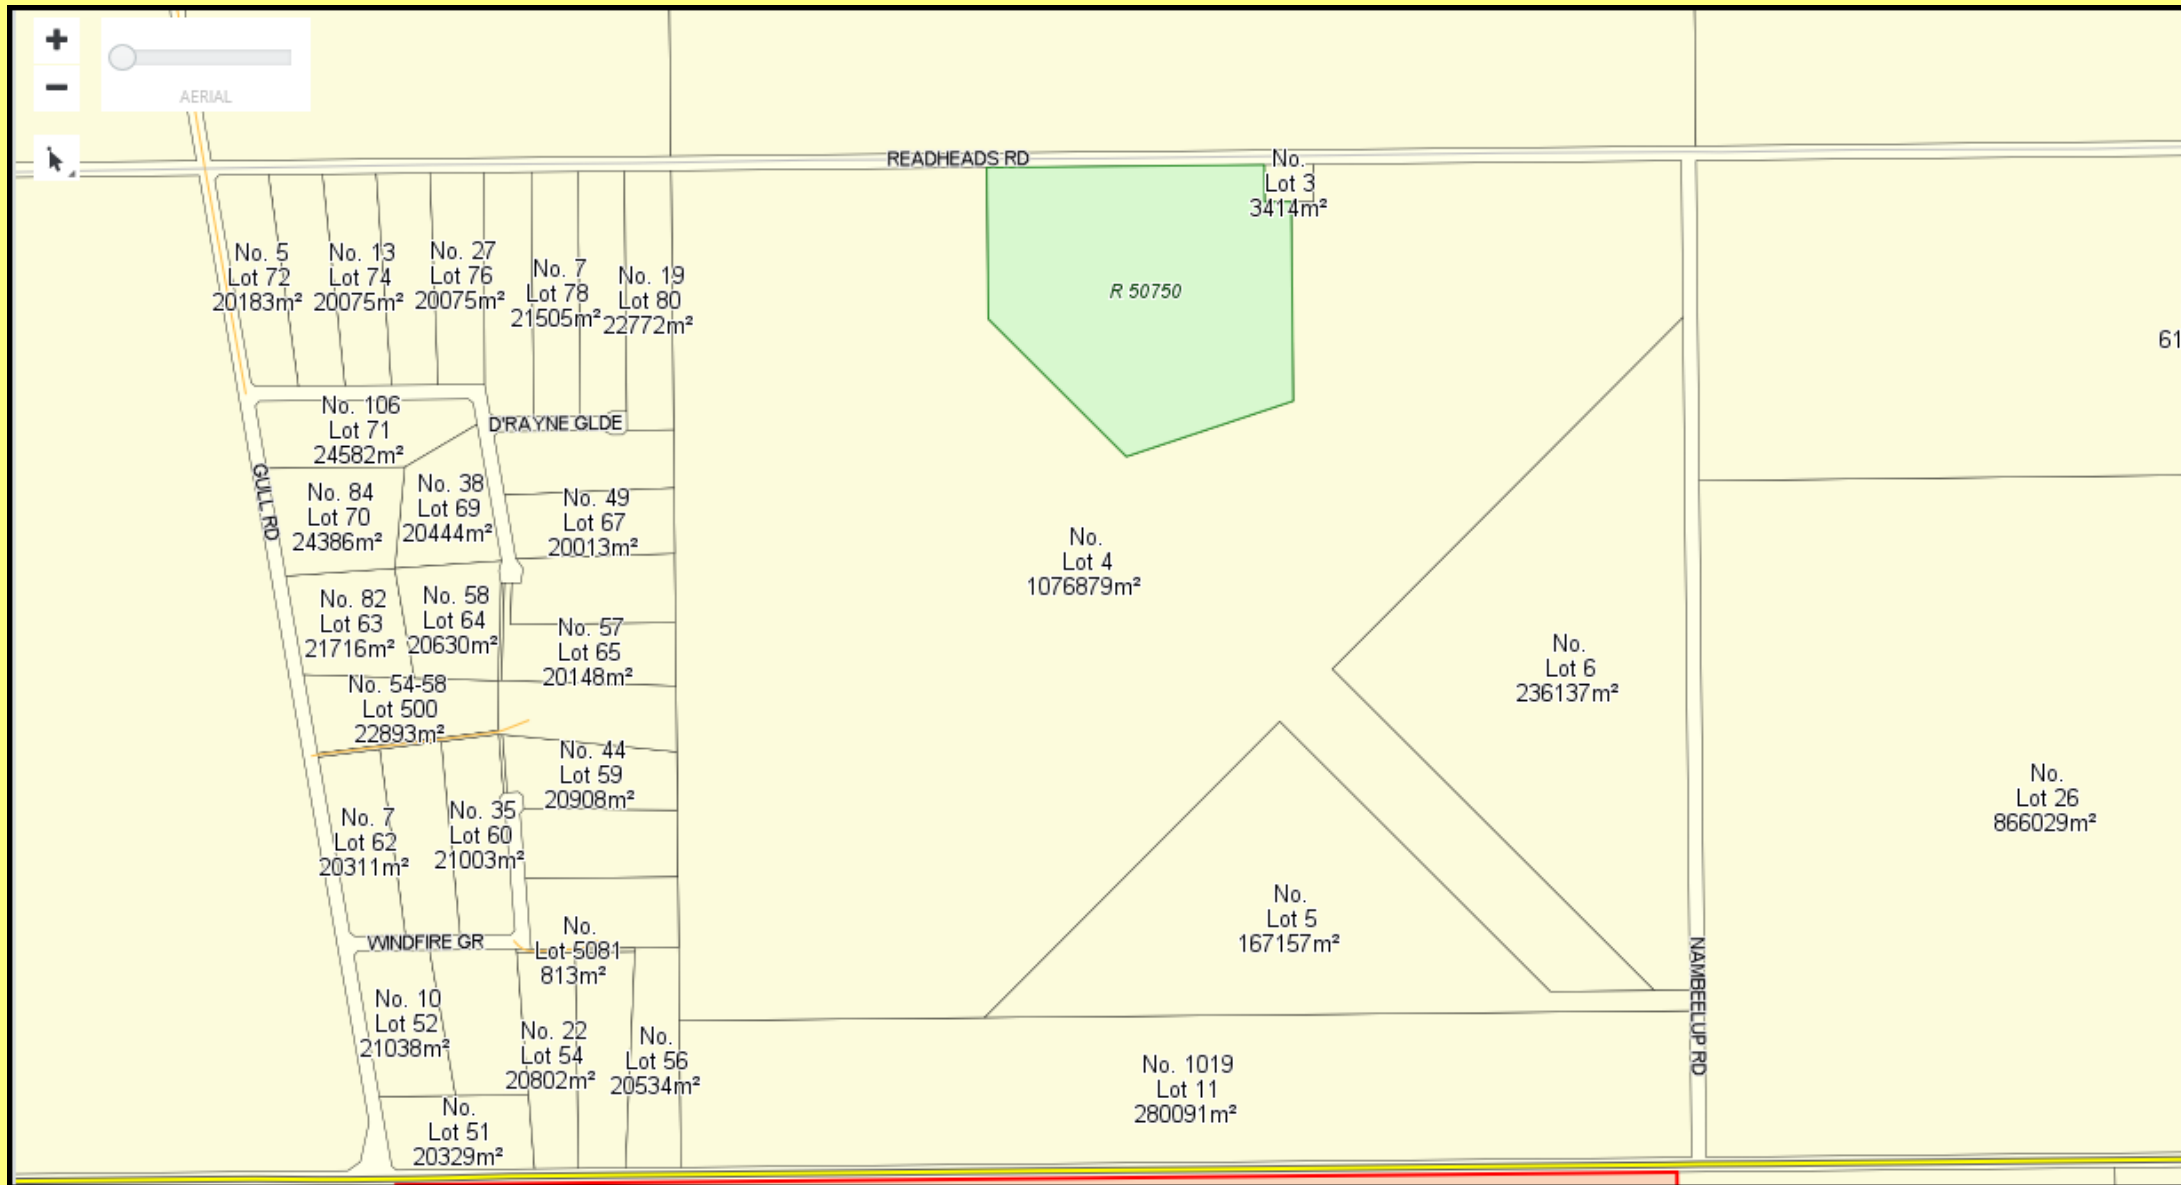 +
−
AERIAL
READHEADS RD
No.
Lot 3
3414m²
No. 5
Lot 72
20183m²
No. 13
Lot 74
20075m²
No. 27
Lot 76
20075m²
No. 7
Lot 78
21505m²
No. 19
Lot 80
22772m²
R 50750
61
No. 106
Lot 71
24582m²
D'RAYNE GLDE
GULL RD
No. 84
Lot 70
24386m²
No. 38
Lot 69
20444m²
No. 49
Lot 67
20013m²
No.
Lot 4
1076879m²
No. 82
Lot 63
21716m²
No. 58
Lot 64
20630m²
No. 57
Lot 65
20148m²
No.
Lot 6
236137m²
No. 54-58
Lot 500
22893m²
No. 44
Lot 59
20908m²
No.
Lot 26
866029m²
No. 7
Lot 62
20311m²
No. 35
Lot 60
21003m²
No.
Lot 5
167157m²
WINDFIRE GR
No.
Lot 5081
813m²
NAMBEELUP RD
No. 10
Lot 52
21038m²
No. 22
Lot 54
20802m²
No.
Lot 56
20534m²
No. 1019
Lot 11
280091m²
No.
Lot 51
20329m²